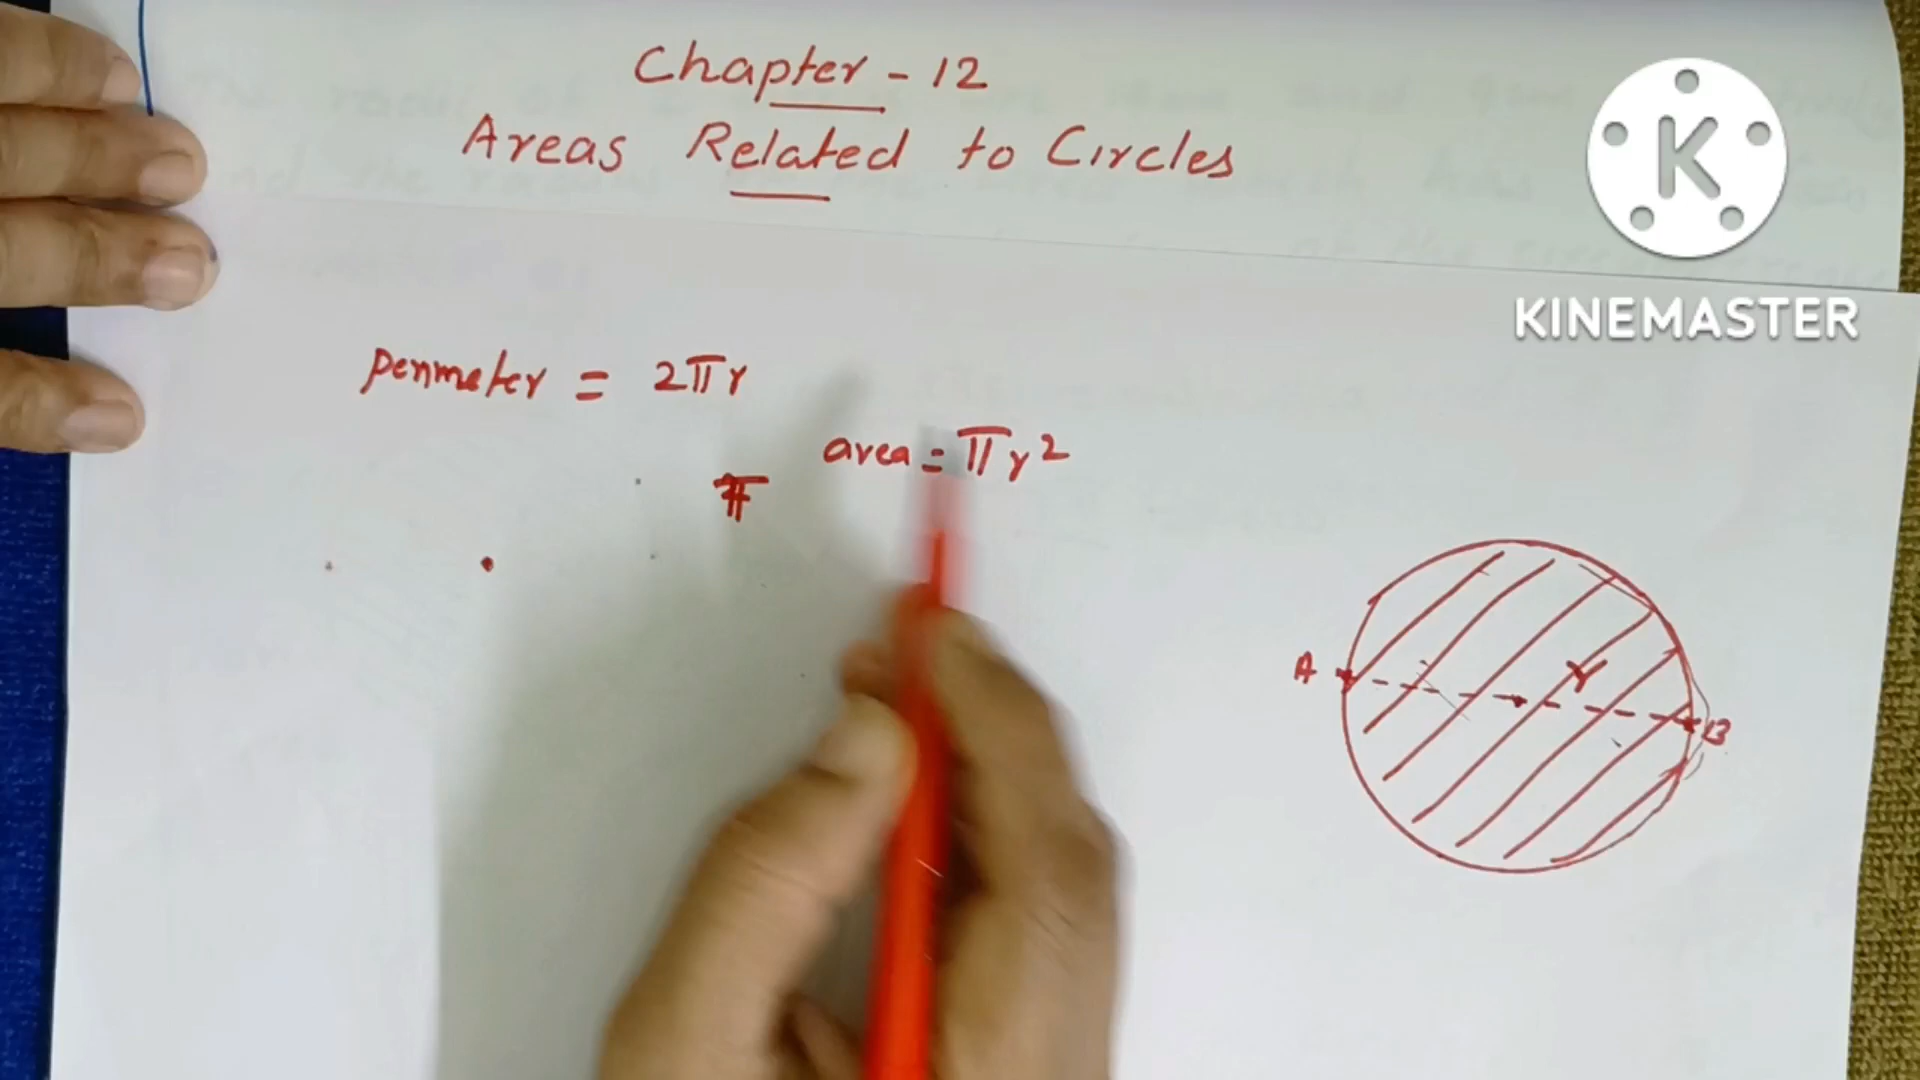 Chapter - 12
Areas Related to Circles
K
KINEMASTER
perimeter = 2πr
area = πr²
π
r
A
B